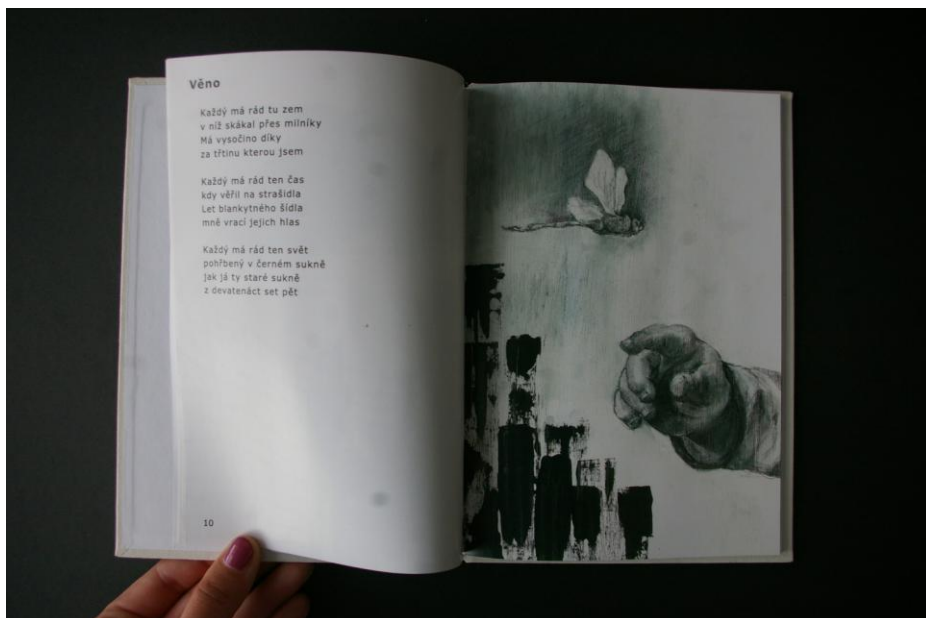 Věno
Každý má rád tu zem
v níž skákal přes milníky
Má vysočino díky
za třtinu kterou jsem
Každý má rád ten čas
kdy věřil na strašidla
Let blankytného šídla
mně vrací jejich hlas
Každý má rád ten svět
pohřbený v černém sukně
jak já ty staré sukně
z devatenáct set pět
10